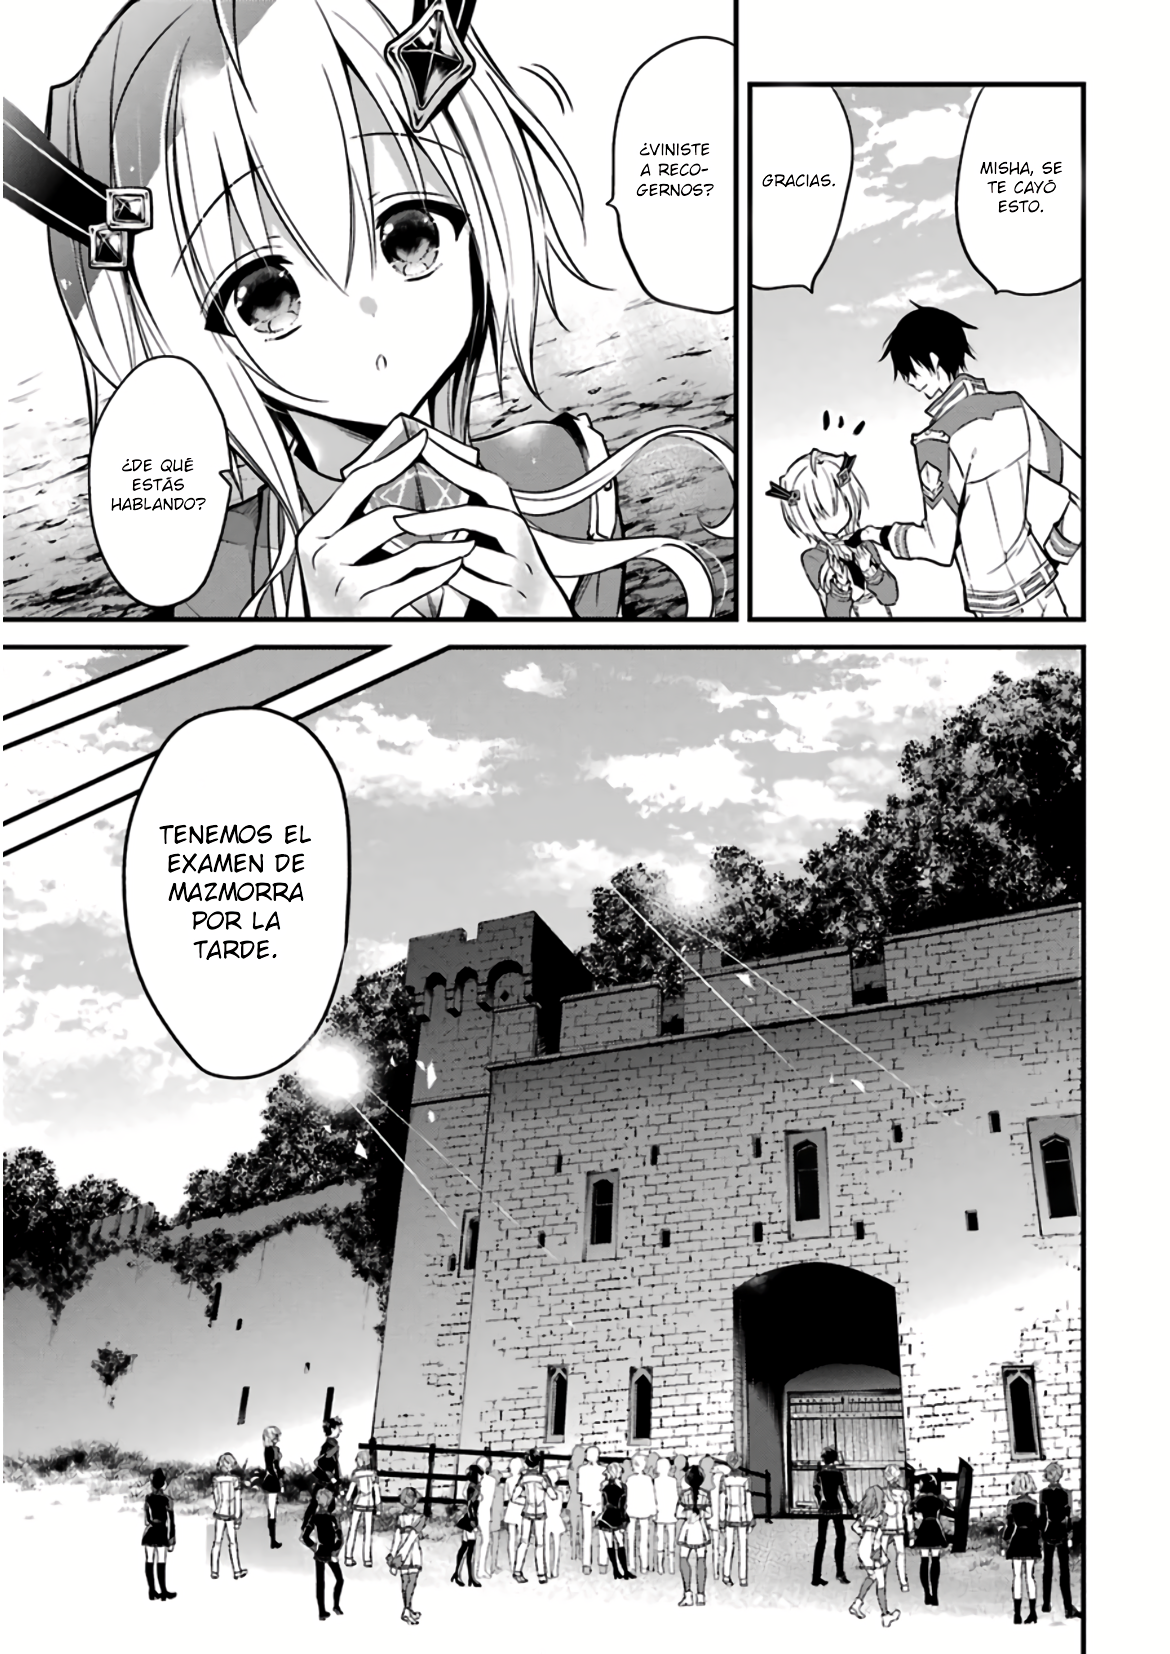 MISHA, SE
TE CAYÓ
ESTO.
GRACIAS.
¿VINISTE
A RECO-
GERNOS?
¿DE QUÉ
ESTÁS
HABLANDO?
TENEMOS EL
EXAMEN DE
MAZMORRA
POR LA
TARDE.